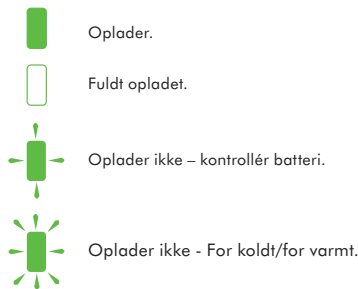 Oplader.
Fuldt opladet.
Oplader ikke – kontrollér batteri.
Oplader ikke - For koldt/for varmt.